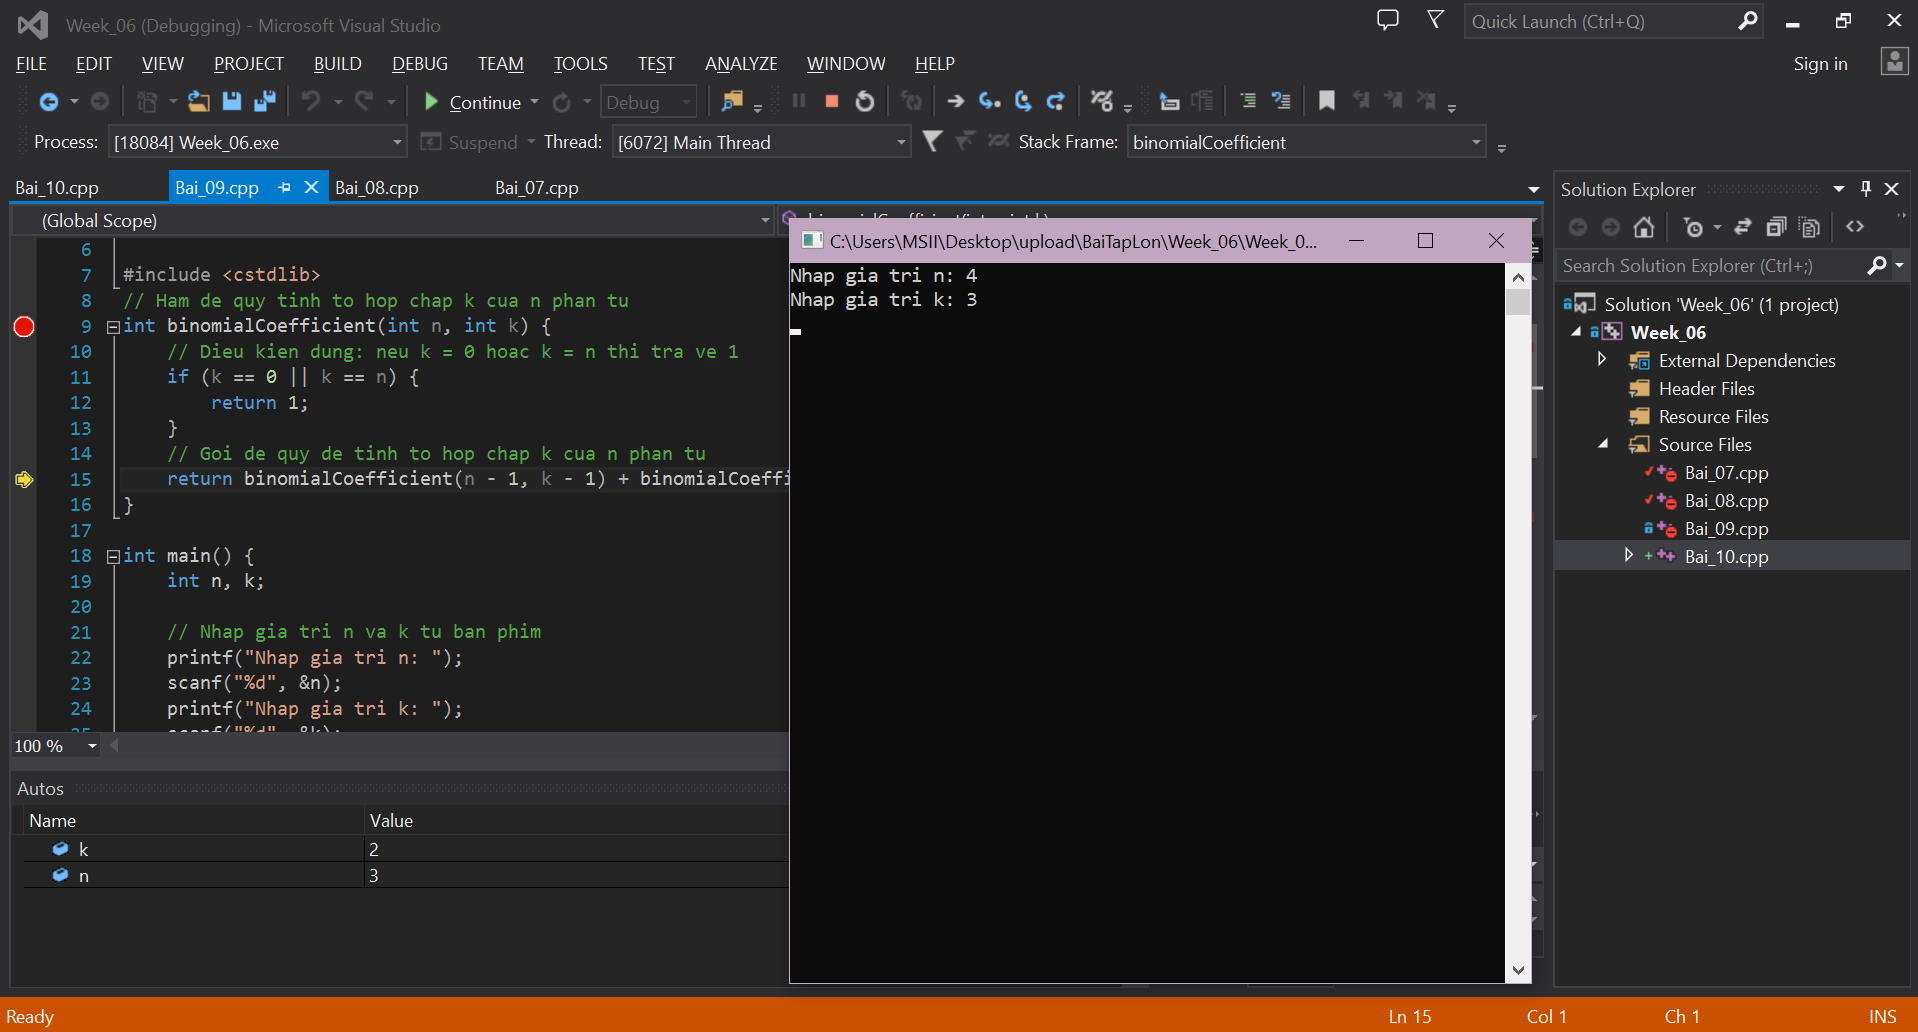 Week_06 (Debugging) - Microsoft Visual Studio
Quick Launch (Ctrl+Q)
FILE EDIT VIEW PROJECT BUILD DEBUG TEAM TOOLS TEST ANALYZE WINDOW HELP
Sign in
Continue Debug
Process: [18084] Week_06.exe Suspend Thread: [6072] Main Thread Stack Frame: binomialCoefficient
Bai_10.cpp Bai_09.cpp Bai_08.cpp Bai_07.cpp
(Global Scope)
6
7 #include <cstdlib>
8 // Ham de quy tinh to hop chap k cua n phan tu
9 int binomialCoefficient(int n, int k) {
10 // Dieu kien dung: neu k = 0 hoac k = n thi tra ve 1
11 if (k == 0 || k == n) {
12 return 1;
13 }
14 // Goi de quy de tinh to hop chap k cua n phan tu
15 return binomialCoefficient(n - 1, k - 1) + binomialCoeffi
16 }
17
18 int main() {
19 int n, k;
20
21 // Nhap gia tri n va k tu ban phim
22 printf("Nhap gia tri n: ");
23 scanf("%d", &n);
24 printf("Nhap gia tri k: ");
25 scanf("%d", &k);
100 %
Autos
Name Value
k 2
n 3
C:\Users\MSII\Desktop\upload\BaiTapLon\Week_06\Week_0...
Nhap gia tri n: 4
Nhap gia tri k: 3
Solution Explorer
Search Solution Explorer (Ctrl+;)
Solution 'Week_06' (1 project)
Week_06
External Dependencies
Header Files
Resource Files
Source Files
Bai_07.cpp
Bai_08.cpp
Bai_09.cpp
Bai_10.cpp
Ready Ln 15 Col 1 Ch 1 INS